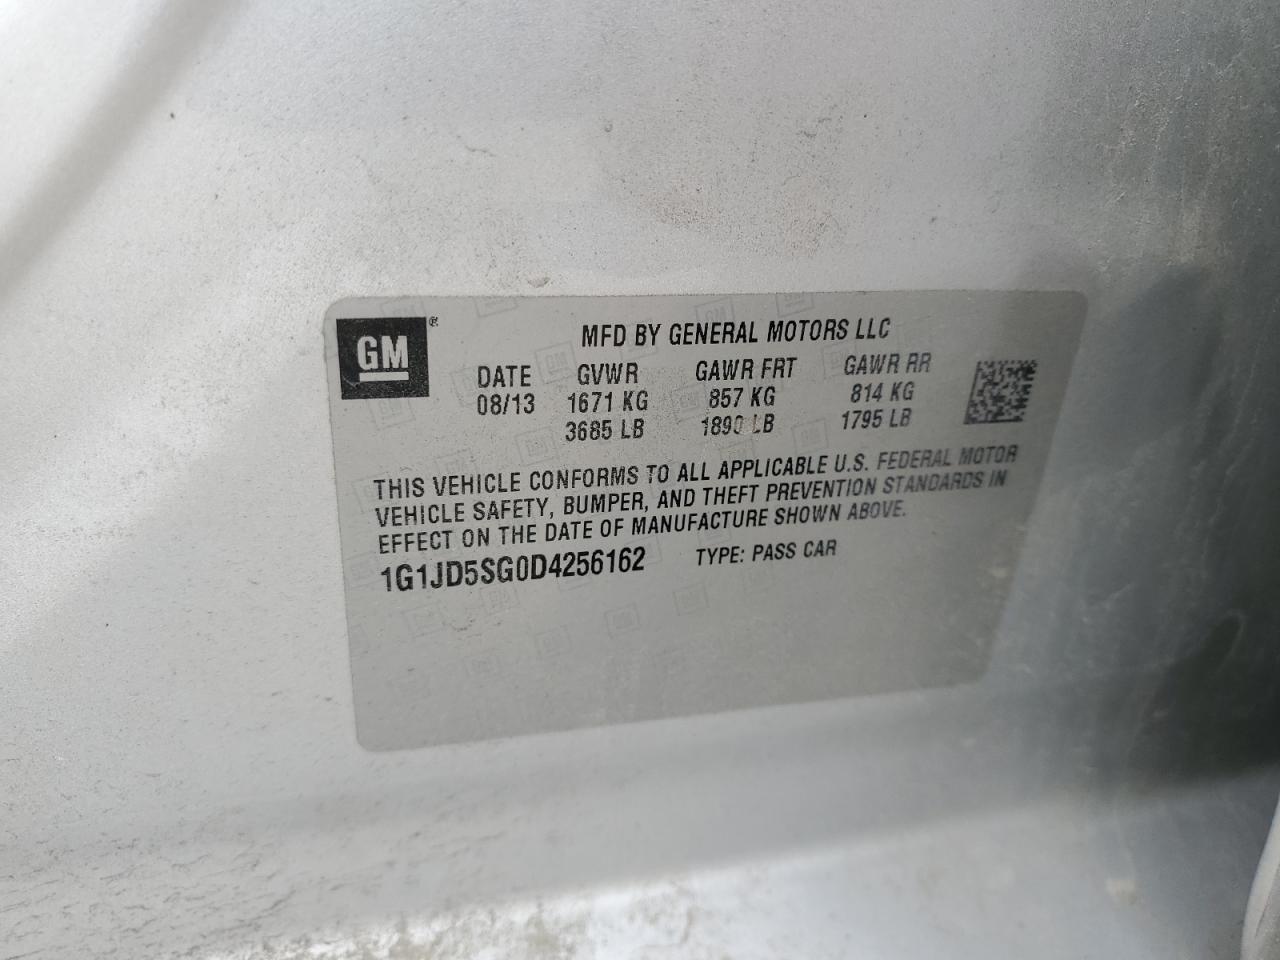 GM®
MFD BY GENERAL MOTORS LLC
DATE GVWR GAWR FRT GAWR RR
08/13 1671 KG 857 KG 814 KG
3685 LB 1890 LB 1795 LB
THIS VEHICLE CONFORMS TO ALL APPLICABLE U.S. FEDERAL MOTOR
VEHICLE SAFETY, BUMPER, AND THEFT PREVENTION STANDARDS IN
EFFECT ON THE DATE OF MANUFACTURE SHOWN ABOVE.
1G1JD5SG0D4256162 TYPE: PASS CAR